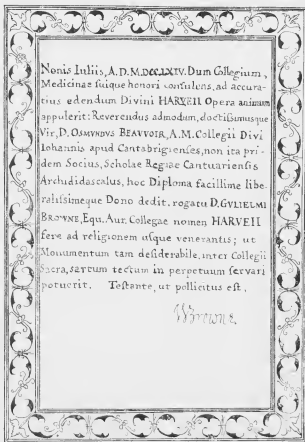 Nonis Iuliis, A. D. MDCCLXIV. Dum Collegium,
Medicinae suique honori consulens, ad accura-
tius edendum Divini HARVEII Opera animum
appulerit: Reverendus admodum, doctissimusque
Vir, D. OSMUNDUS BEAUVOIR, A.M. Collegii Divi
Iohannis apud Cantabrigienses, non ita pri-
dem Socius, Scholae Regiae Cantuariensis
Archididascalus, hoc Diploma facillime libe-
ralissimeque Dono dedit. rogatu D. GULIELMI
BROWNE, Equ. Aur. Collegae nomen HARVEII
fere ad religionem usque venerantis; ut
Monumentum tam desiderabile, inter Collegii
Sacra, sartum tectum in perpetuum servari
potuerit. Testante, ut pollicitus est,
WBrowne